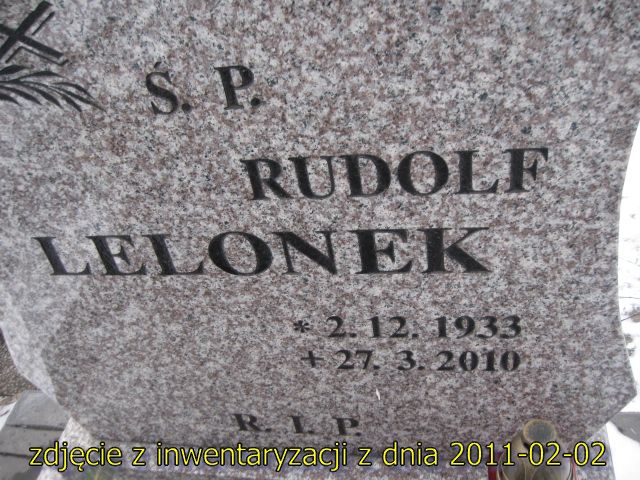 Ś. P.
RUDOLF
LELONEK
* 2. 12. 1933
+ 27. 3. 2010
R. I. P.
zdjęcie z inwentaryzacji z dnia 2011-02-02